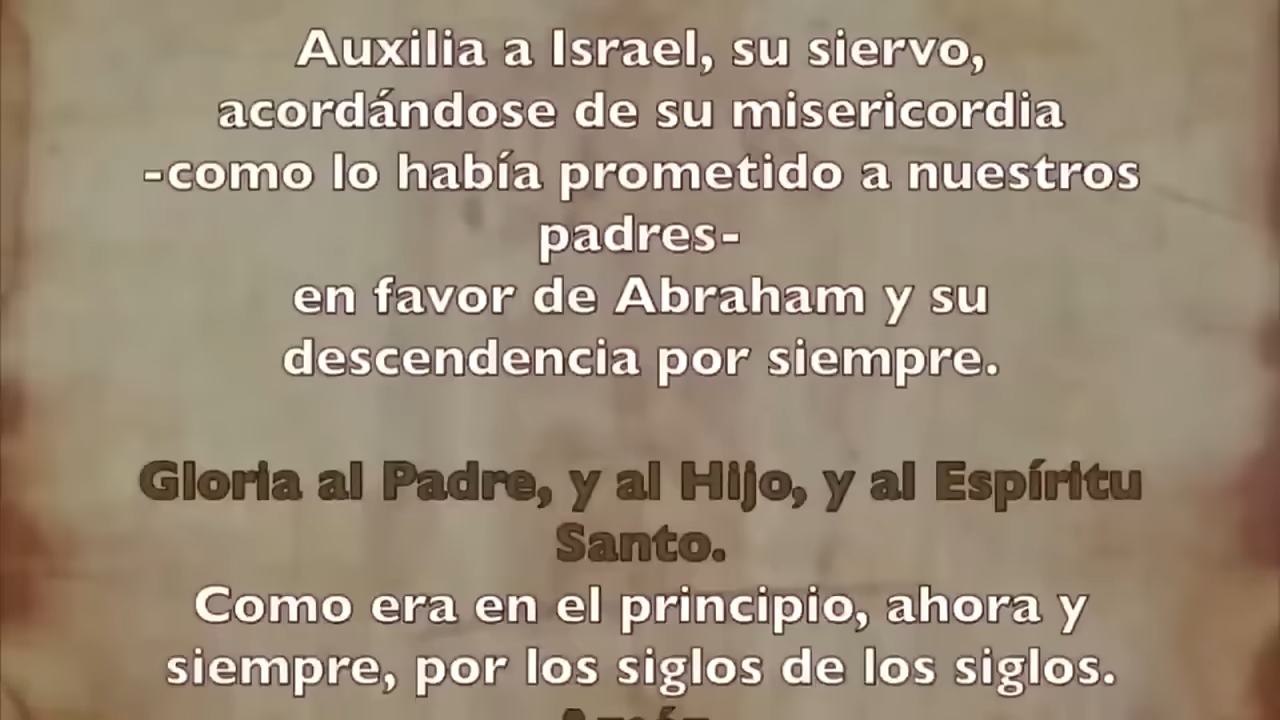 Auxilia a Israel, su siervo,
acordándose de su misericordia
-como lo había prometido a nuestros
padres-
en favor de Abraham y su
descendencia por siempre.
Gloria al Padre, y al Hijo, y al Espíritu
Santo.
Como era en el principio, ahora y
siempre, por los siglos de los siglos.